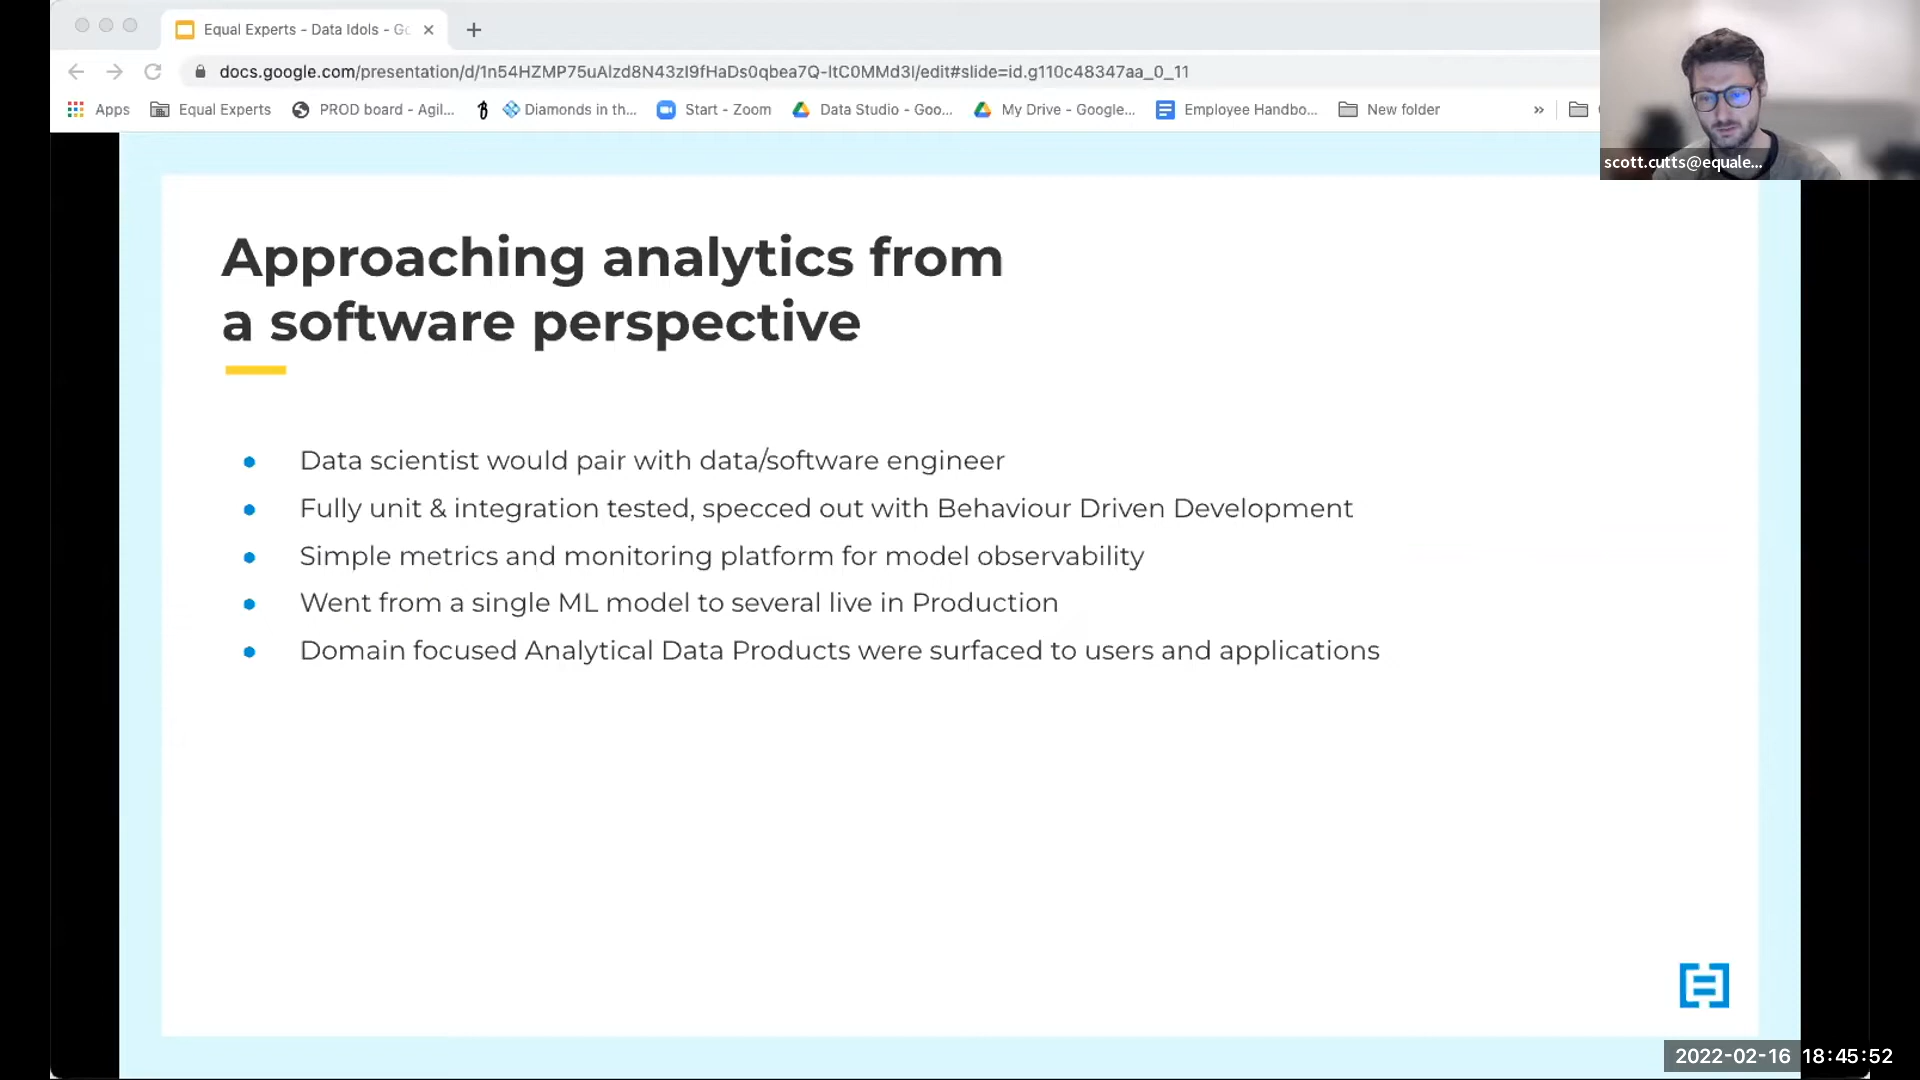 Equal Experts - Data Idols - Go
docs.google.com/presentation/d/1n54HZMP75uAlzd8N43zI9fHaDs0qbea7Q-ItC0MMd3I/edit#slide=id.g110c48347aa_0_11
Apps Equal Experts PROD board - Agil... Diamonds in th... Start - Zoom Data Studio - Goo... My Drive - Google... Employee Handbo... New folder »
scott.cutts@equale...
Approaching analytics from
a software perspective
Data scientist would pair with data/software engineer
Fully unit & integration tested, specced out with Behaviour Driven Development
Simple metrics and monitoring platform for model observability
Went from a single ML model to several live in Production
Domain focused Analytical Data Products were surfaced to users and applications
2022-02-16 18:45:52